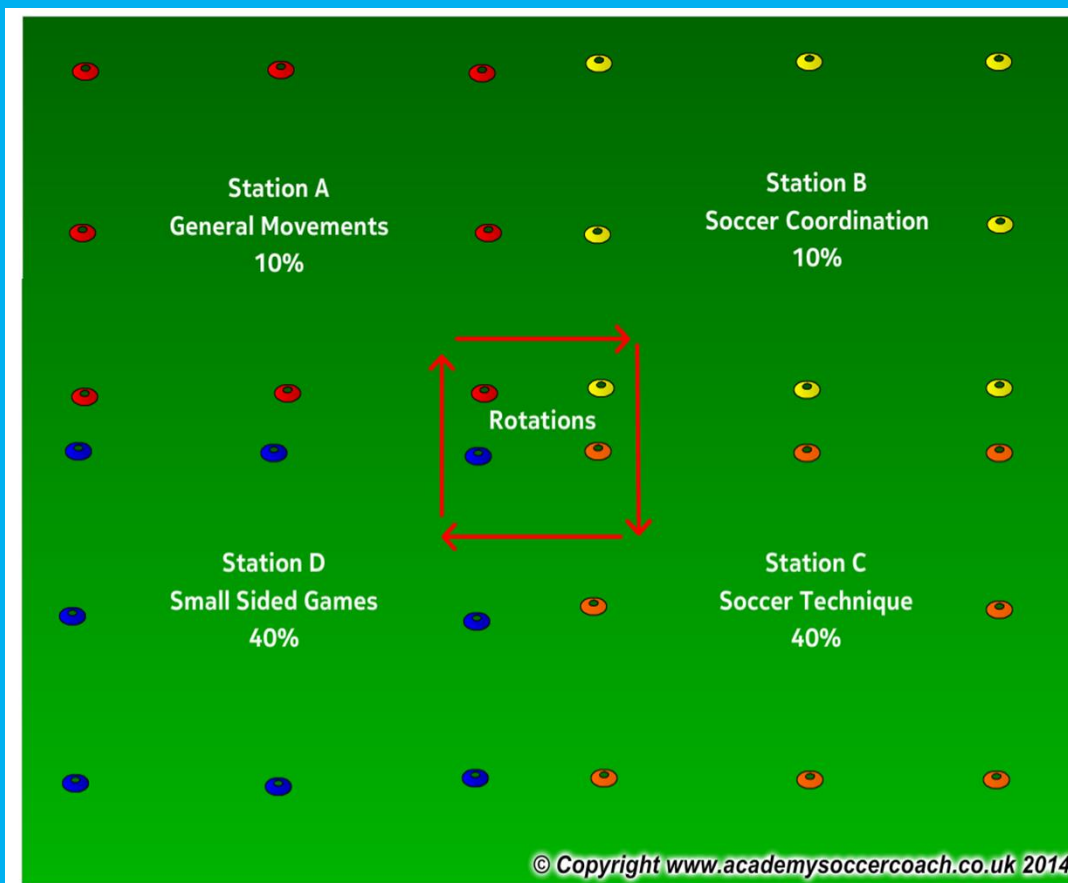 Station A
General Movements
10%
Station B
Soccer Coordination
10%
Rotations
Station D
Small Sided Games
40%
Station C
Soccer Technique
40%
© Copyright www.academysoccercoach.co.uk 2014